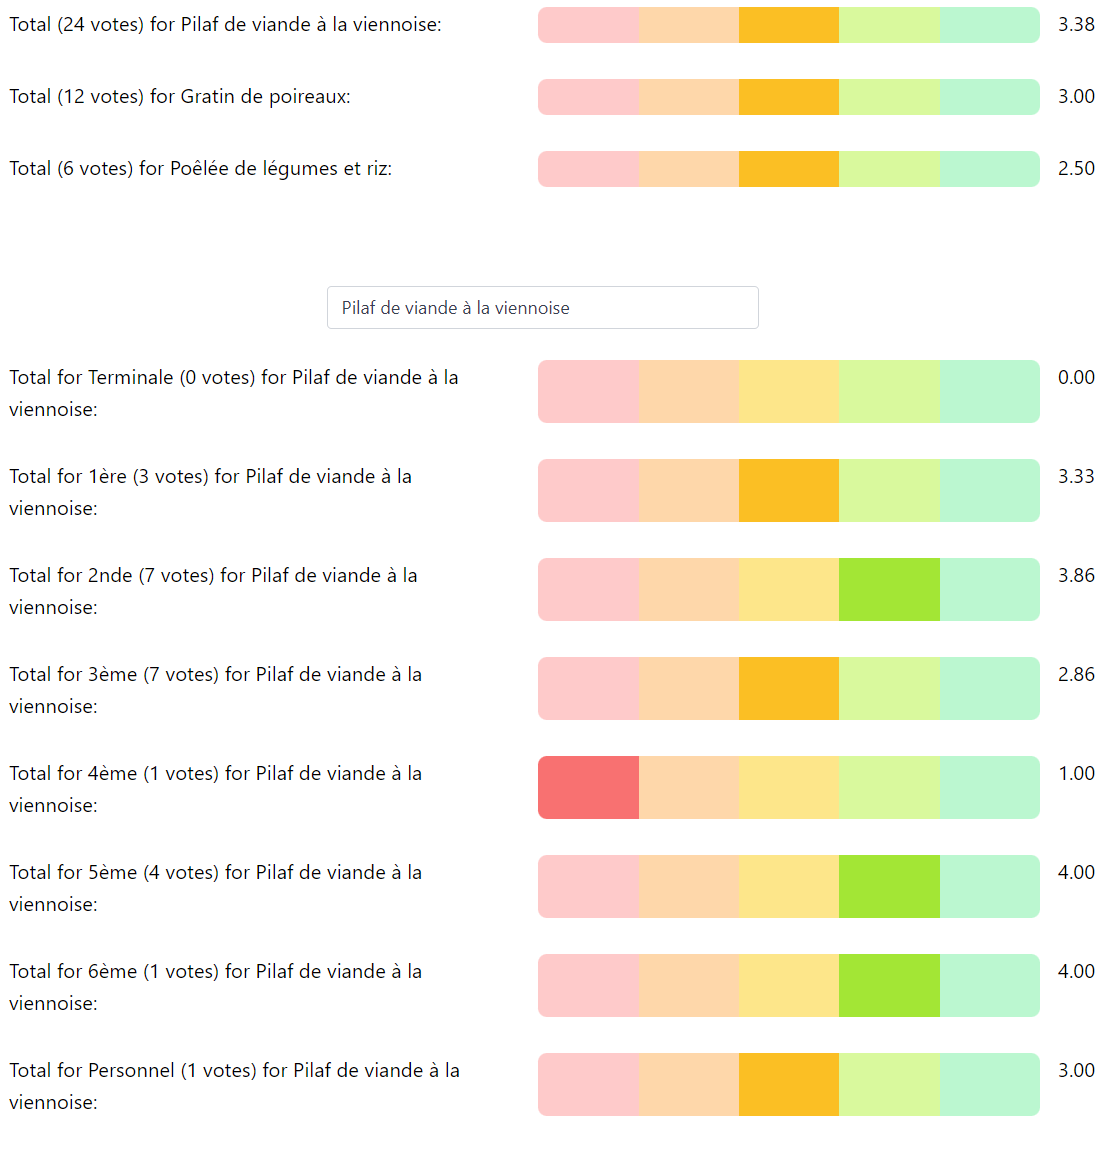 Total (24 votes) for Pilaf de viande à la viennoise:
3.38
Total (12 votes) for Gratin de poireaux:
3.00
Total (6 votes) for Poêlée de légumes et riz:
2.50
Pilaf de viande à la viennoise
Total for Terminale (0 votes) for Pilaf de viande à la
viennoise:
0.00
Total for 1ère (3 votes) for Pilaf de viande à la
viennoise:
3.33
Total for 2nde (7 votes) for Pilaf de viande à la
viennoise:
3.86
Total for 3ème (7 votes) for Pilaf de viande à la
viennoise:
2.86
Total for 4ème (1 votes) for Pilaf de viande à la
viennoise:
1.00
Total for 5ème (4 votes) for Pilaf de viande à la
viennoise:
4.00
Total for 6ème (1 votes) for Pilaf de viande à la
viennoise:
4.00
Total for Personnel (1 votes) for Pilaf de viande à la
viennoise:
3.00